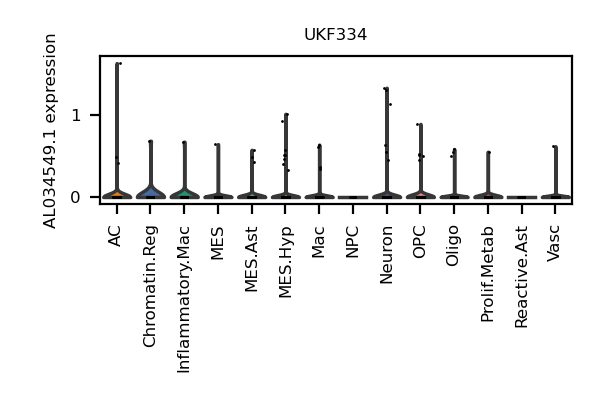 UKF334
AL034549.1 expression
1
0
AC
Chromatin.Reg
Inflammatory.Mac
MES
MES.Ast
MES.Hyp
Mac
NPC
Neuron
OPC
Oligo
Prolif.Metab
Reactive.Ast
Vasc